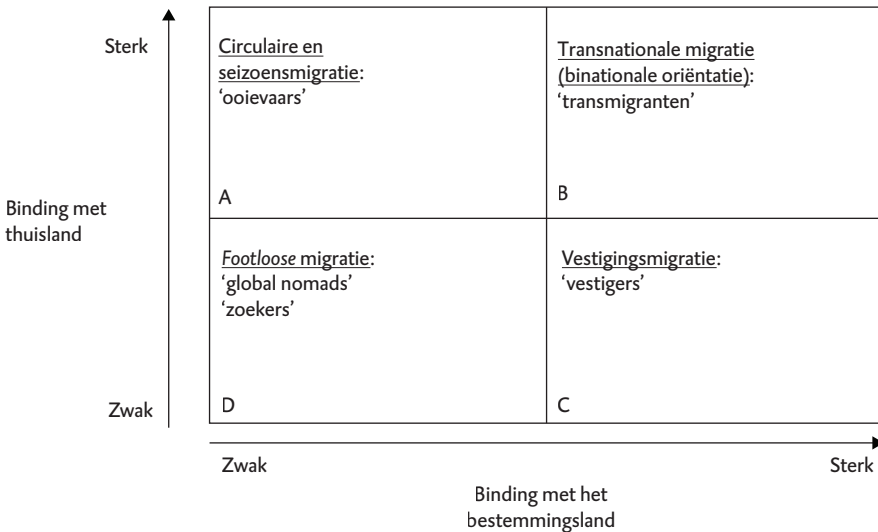 Sterk
Circulaire en
seizoensmigratie:
‘ooievaars’
A
Transnationale migratie
(binationale oriëntatie):
‘transmigranten’
B
Binding met
thuisland
Footloose migratie:
‘global nomads’
‘zoekers’
D
Vestigingsmigratie:
‘vestigers’
C
Zwak
Zwak
Sterk
Binding met het
bestemmingsland